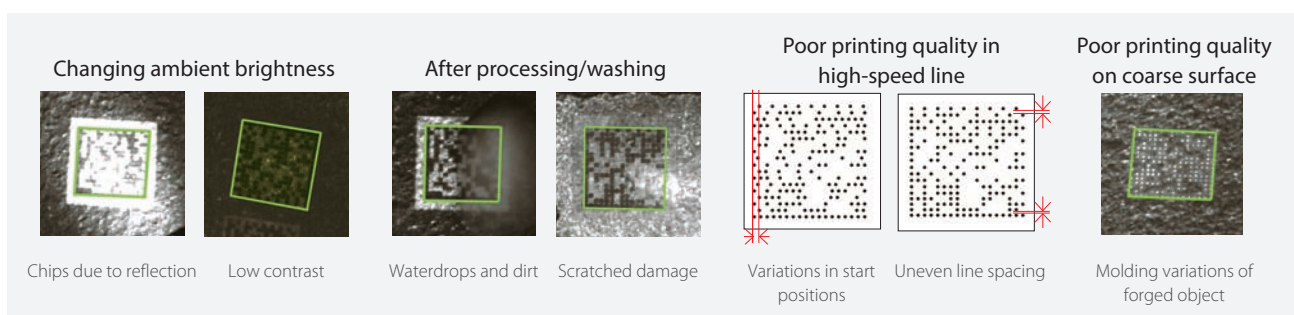 Changing ambient brightness
After processing/washing
Poor printing quality in
high-speed line
Poor printing quality
on coarse surface
Chips due to reflection
Low contrast
Waterdrops and dirt
Scratched damage
Variations in start
positions
Uneven line spacing
Molding variations of
forged object